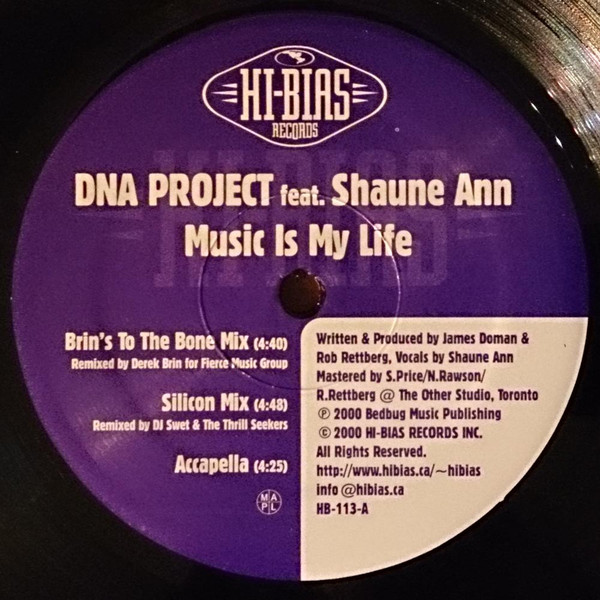 HI-BIAS
RECORDS
HI-BIAS
DNA PROJECT feat. Shaune Ann
Music Is My Life
Brin's To The Bone Mix (4:40)
Remixed by Derek Brin for Fierce Music Group
Silicon Mix (4:48)
Remixed by DJ Swet & The Thrill Seekers
Accapella (4:25)
M A
P L
Written & Produced by James Doman &
Rob Rettberg, Vocals by Shaune Ann
Mastered by S.Price/N.Rawson/
R.Rettberg @ The Other Studio, Toronto
℗ 2000 Bedbug Music Publishing
© 2000 HI-BIAS RECORDS INC.
All Rights Reserved.
http://www.hibias.ca/~hibias
info @hibias.ca
HB-113-A